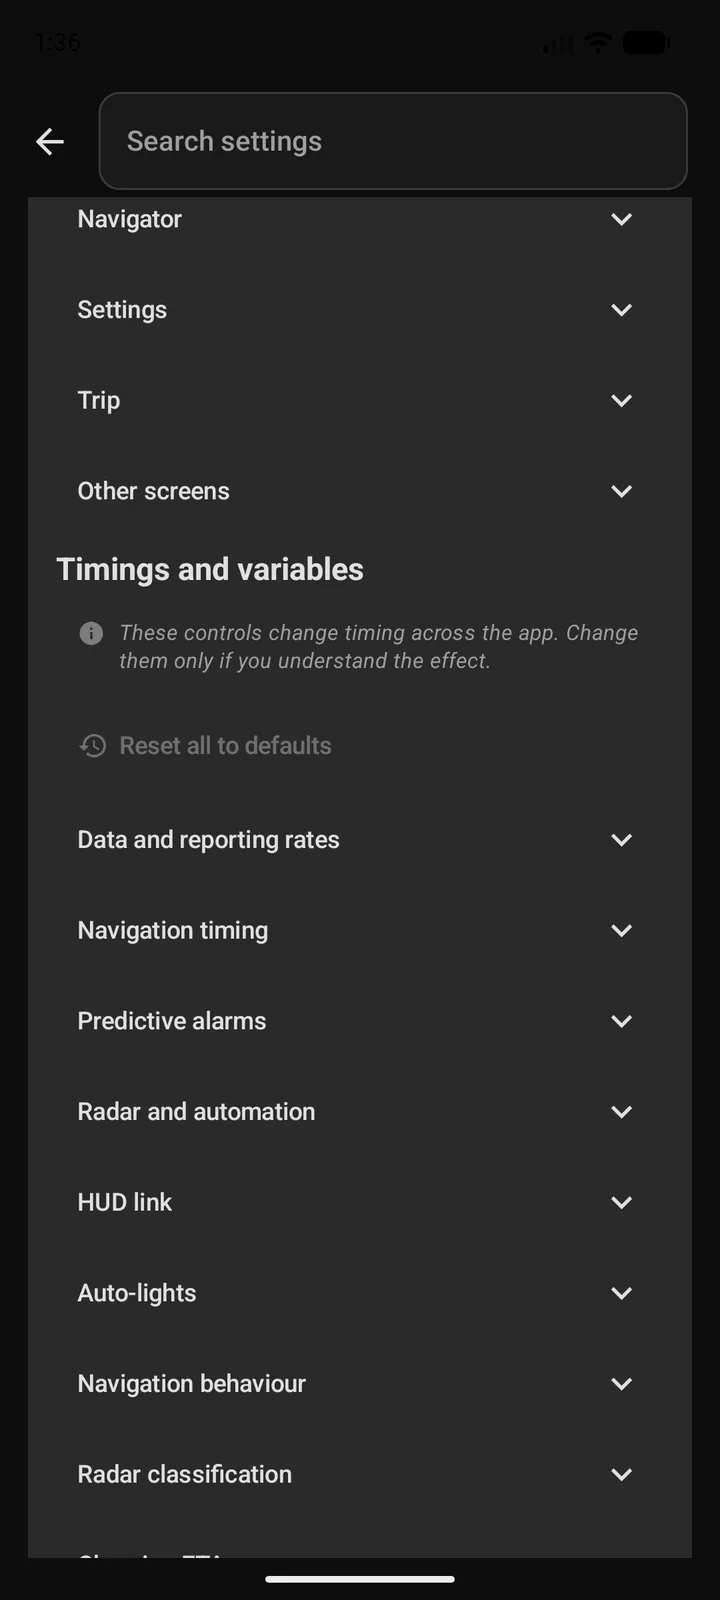 1:36
Search settings
Navigator
Settings
Trip
Other screens
Timings and variables
These controls change timing across the app. Change
them only if you understand the effect.
Reset all to defaults
Data and reporting rates
Navigation timing
Predictive alarms
Radar and automation
HUD link
Auto-lights
Navigation behaviour
Radar classification